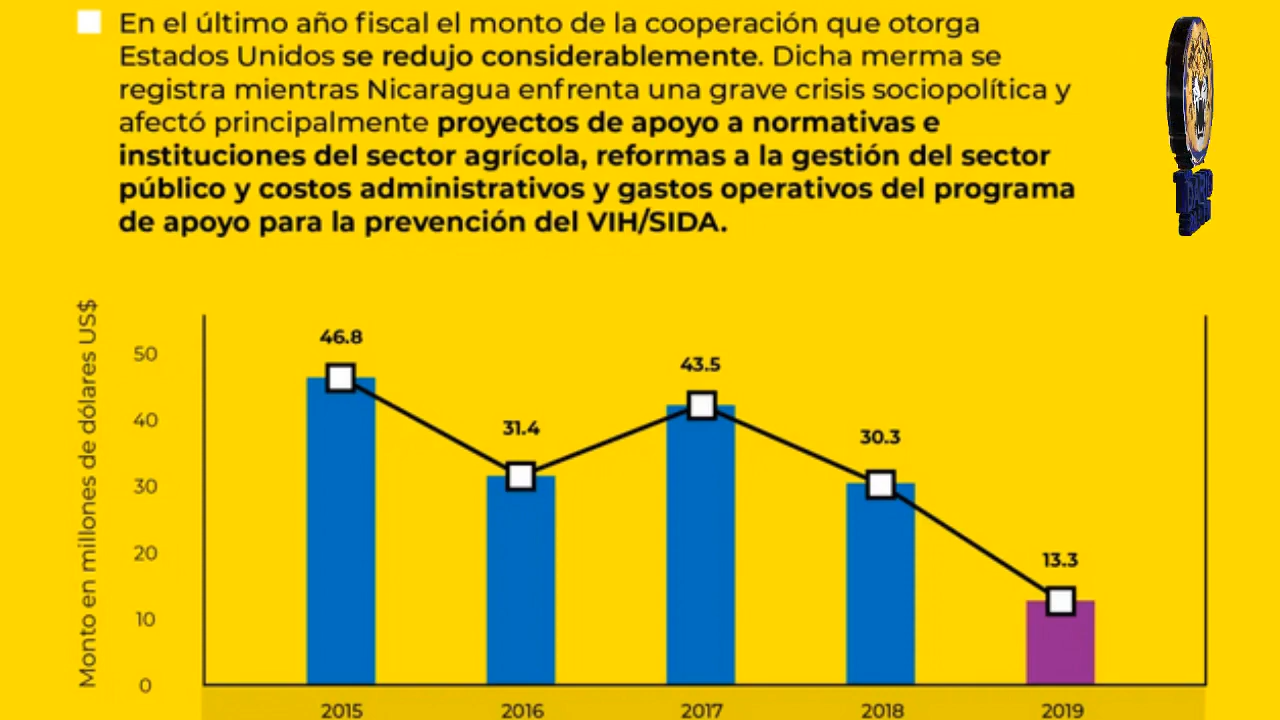 En el último año fiscal el monto de la cooperación que otorga
Estados Unidos se redujo considerablemente. Dicha merma se
registra mientras Nicaragua enfrenta una grave crisis sociopolítica y
afectó principalmente proyectos de apoyo a normativas e
instituciones del sector agrícola, reformas a la gestión del sector
público y costos administrativos y gastos operativos del programa
de apoyo para la prevención del VIH/SIDA.
Monto en millones de dólares US$
50
40
30
20
10
0
46.8
31.4
43.5
30.3
13.3
2015
2016
2017
2018
2019